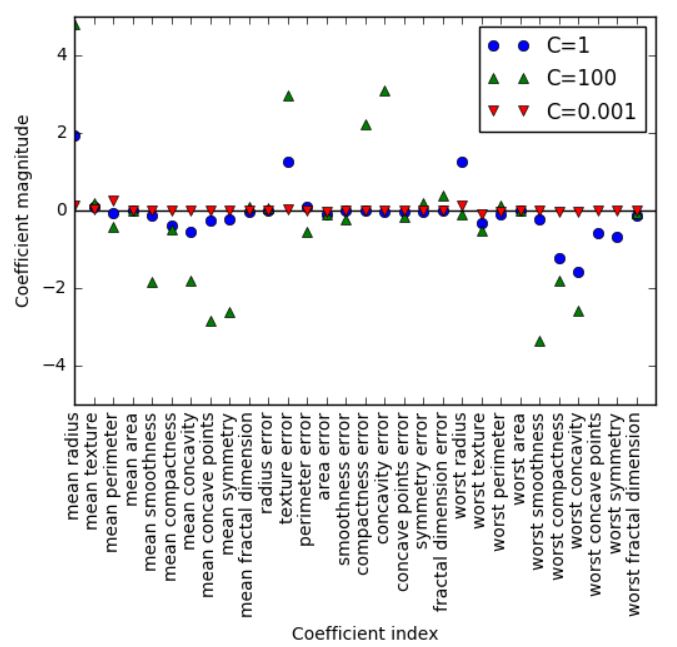 C=1
C=100
C=0.001
4
2
0
−2
−4
Coefficient magnitude
mean radius
mean texture
mean perimeter
mean area
mean smoothness
mean compactness
mean concavity
mean concave points
mean symmetry
mean fractal dimension
radius error
texture error
perimeter error
area error
smoothness error
compactness error
concavity error
concave points error
symmetry error
fractal dimension error
worst radius
worst texture
worst perimeter
worst area
worst smoothness
worst compactness
worst concavity
worst concave points
worst symmetry
worst fractal dimension
Coefficient index